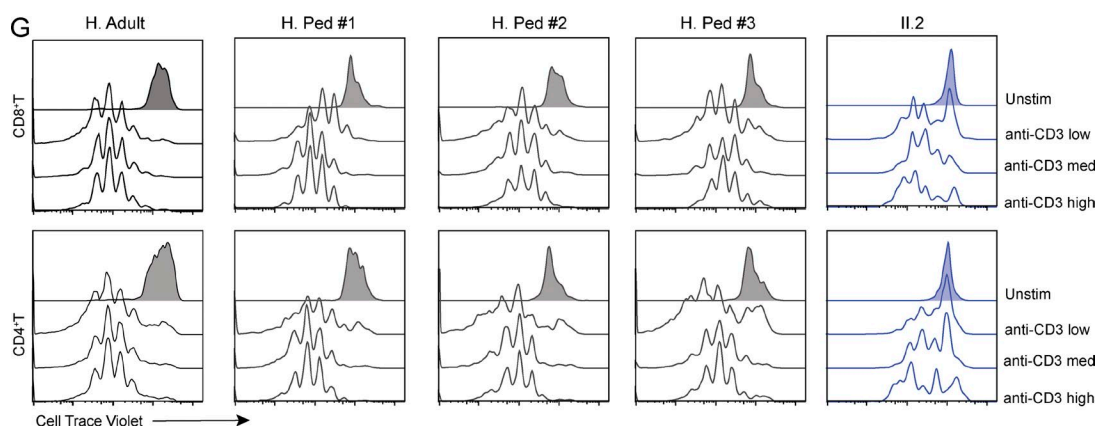 G
H. Adult H. Ped #1 H. Ped #2 H. Ped #3 II.2
CD8+T
Unstim
anti-CD3 low
anti-CD3 med
anti-CD3 high
CD4+T
Unstim
anti-CD3 low
anti-CD3 med
anti-CD3 high
Cell Trace Violet